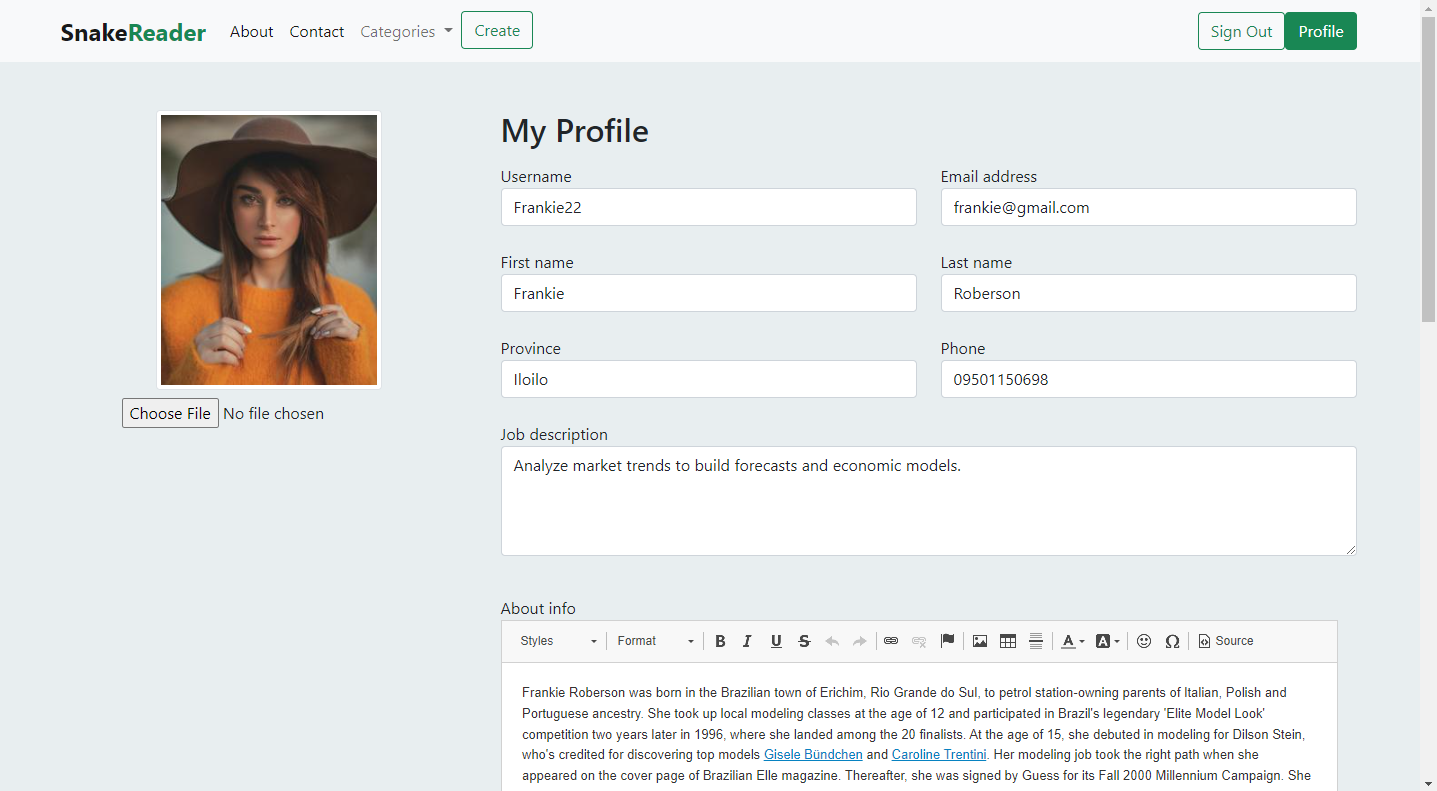 SnakeReader About Contact Categories Create Sign Out Profile
My Profile
Username Email address
Frankie22 frankie@gmail.com
First name Last name
Frankie Roberson
Province Phone
Iloilo 09501150698
Choose File No file chosen
Job description
Analyze market trends to build forecasts and economic models.
About info
Styles Format B I U S A A Ω Source
Frankie Roberson was born in the Brazilian town of Erichim, Rio Grande do Sul, to petrol station-owning parents of Italian, Polish and
Portuguese ancestry. She took up local modeling classes at the age of 12 and participated in Brazil's legendary 'Elite Model Look'
competition two years later in 1996, where she landed among the 20 finalists. At the age of 15, she debuted in modeling for Dilson Stein,
who's credited for discovering top models Gisele Bündchen and Caroline Trentini. Her modeling job took the right path when she
appeared on the cover page of Brazilian Elle magazine. Thereafter, she was signed by Guess for its Fall 2000 Millennium Campaign. She